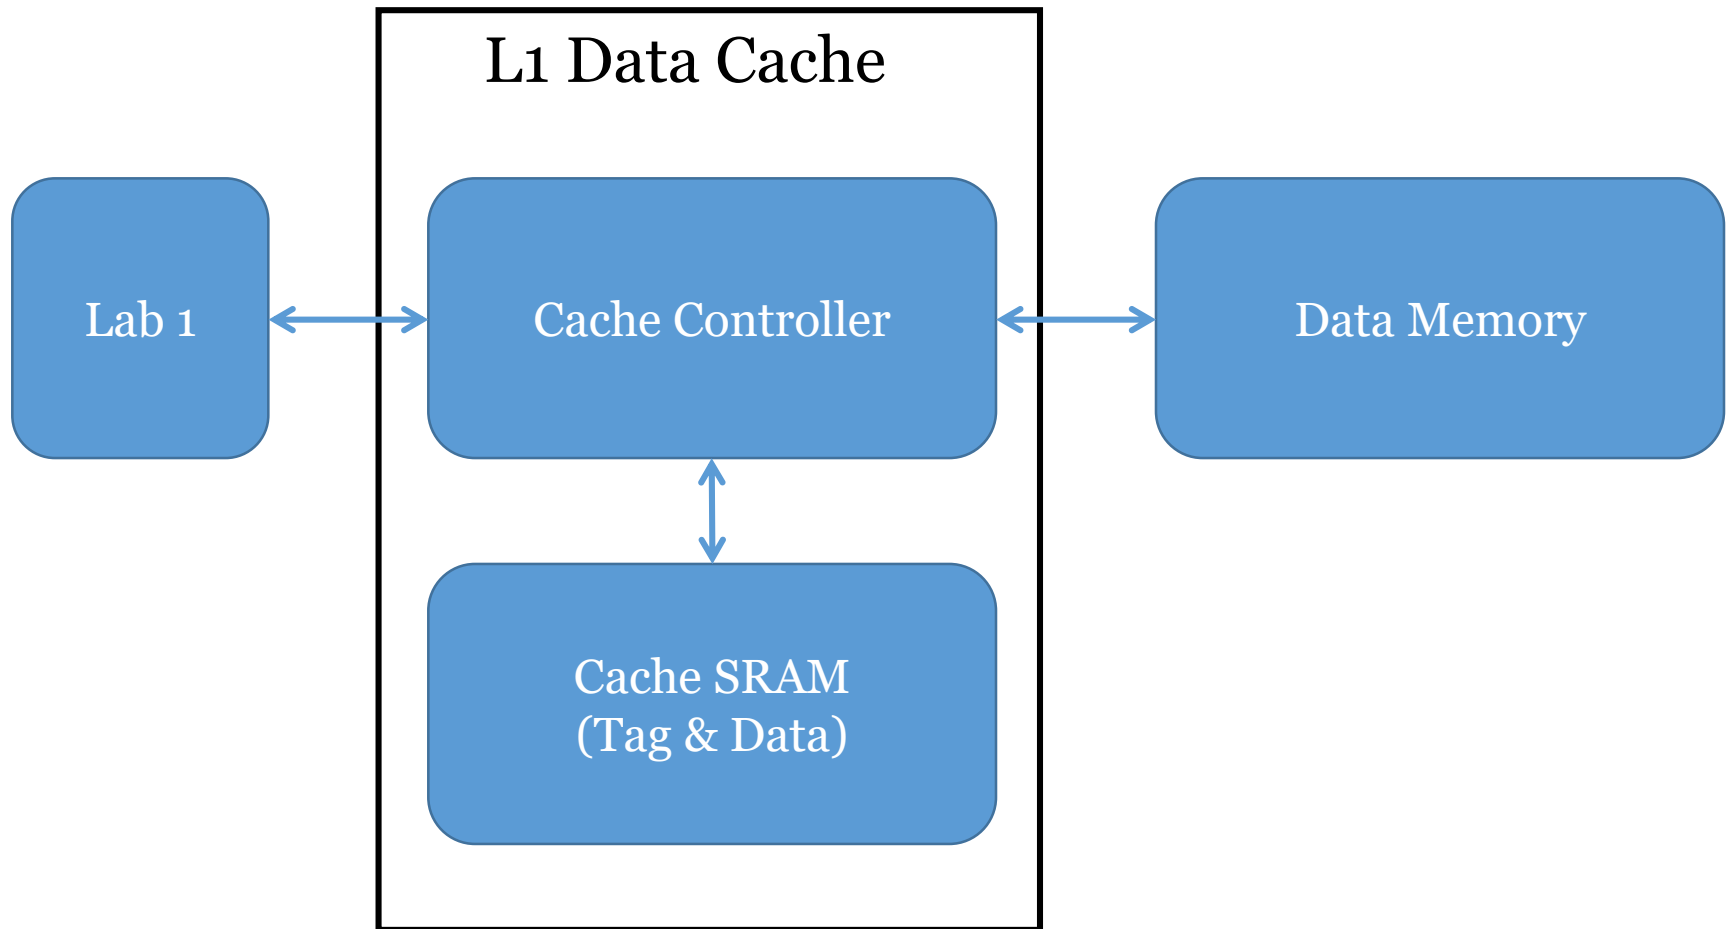 L1 Data Cache
Lab 1
Cache Controller
Data Memory
Cache SRAM
(Tag & Data)